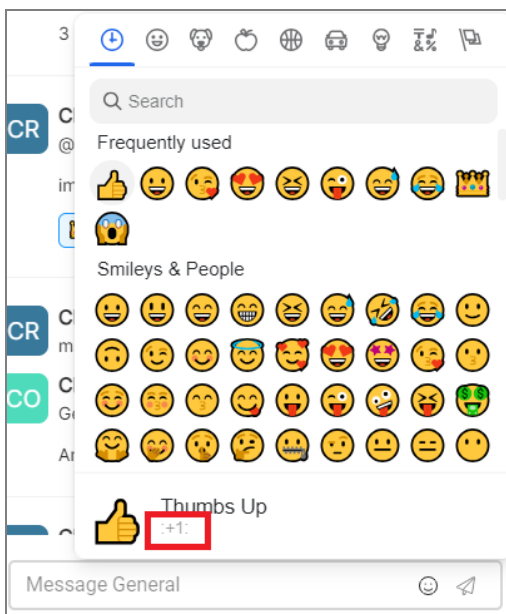 3
Search
CR
C
@
Frequently used
im
Smileys & People
CR
C
m
CO
C
Ge
Ar
Thumbs Up
:+1:
Message General